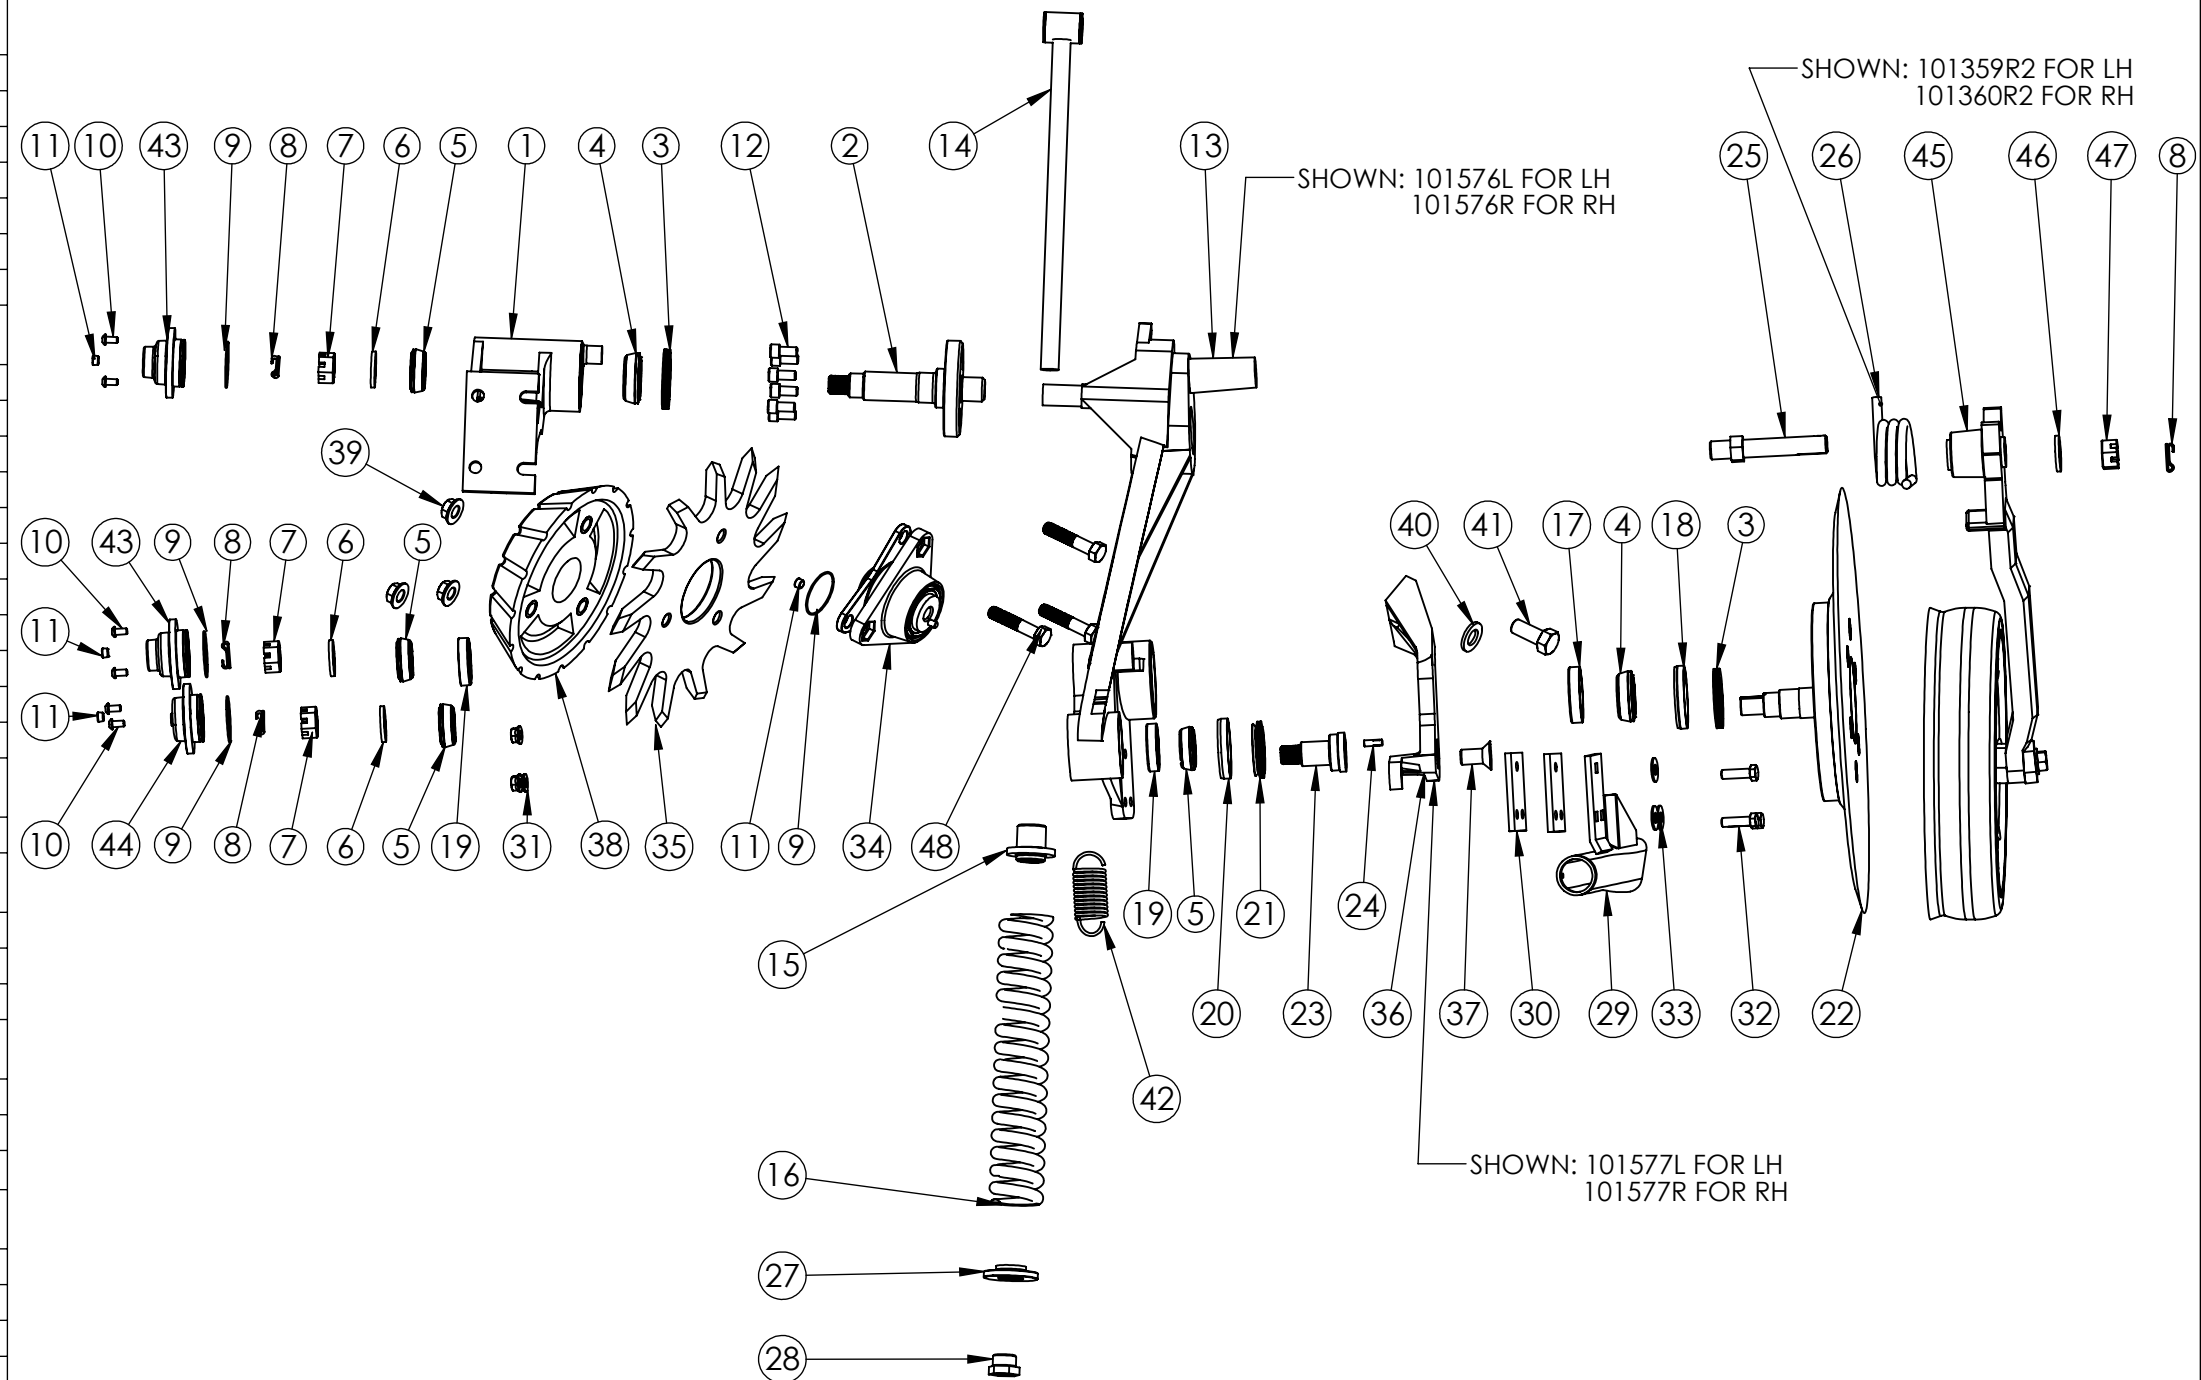 SHOWN: 101359R2 FOR LH
101360R2 FOR RH
11 10 43 9 8 7 6 5 1 4 3 12 2 14 13 25 26 45 46 47 8
SHOWN: 101576L FOR LH
101576R FOR RH
39
10 43 9 8 7 6 5 40 41 17 4 18 3
11
11
10 44 9 8 7 6 5 19 31 38 35 11 9 34 48
24
19 5 21
15
20 23 36 37 30 29 33 32 22
42
SHOWN: 101577L FOR LH
101577R FOR RH
16
27
28